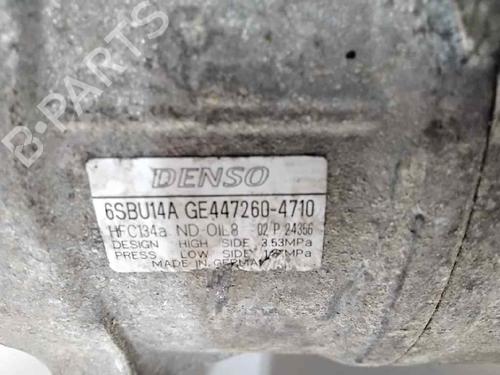 B-PARTS
DENSO
6SBU14A GE447260-4710
HFC134a ND-OIL8 02 P 24356
DESIGN HIGH SIDE 3.53MPa
PRESS LOW SIDE
MADE IN GERMANY